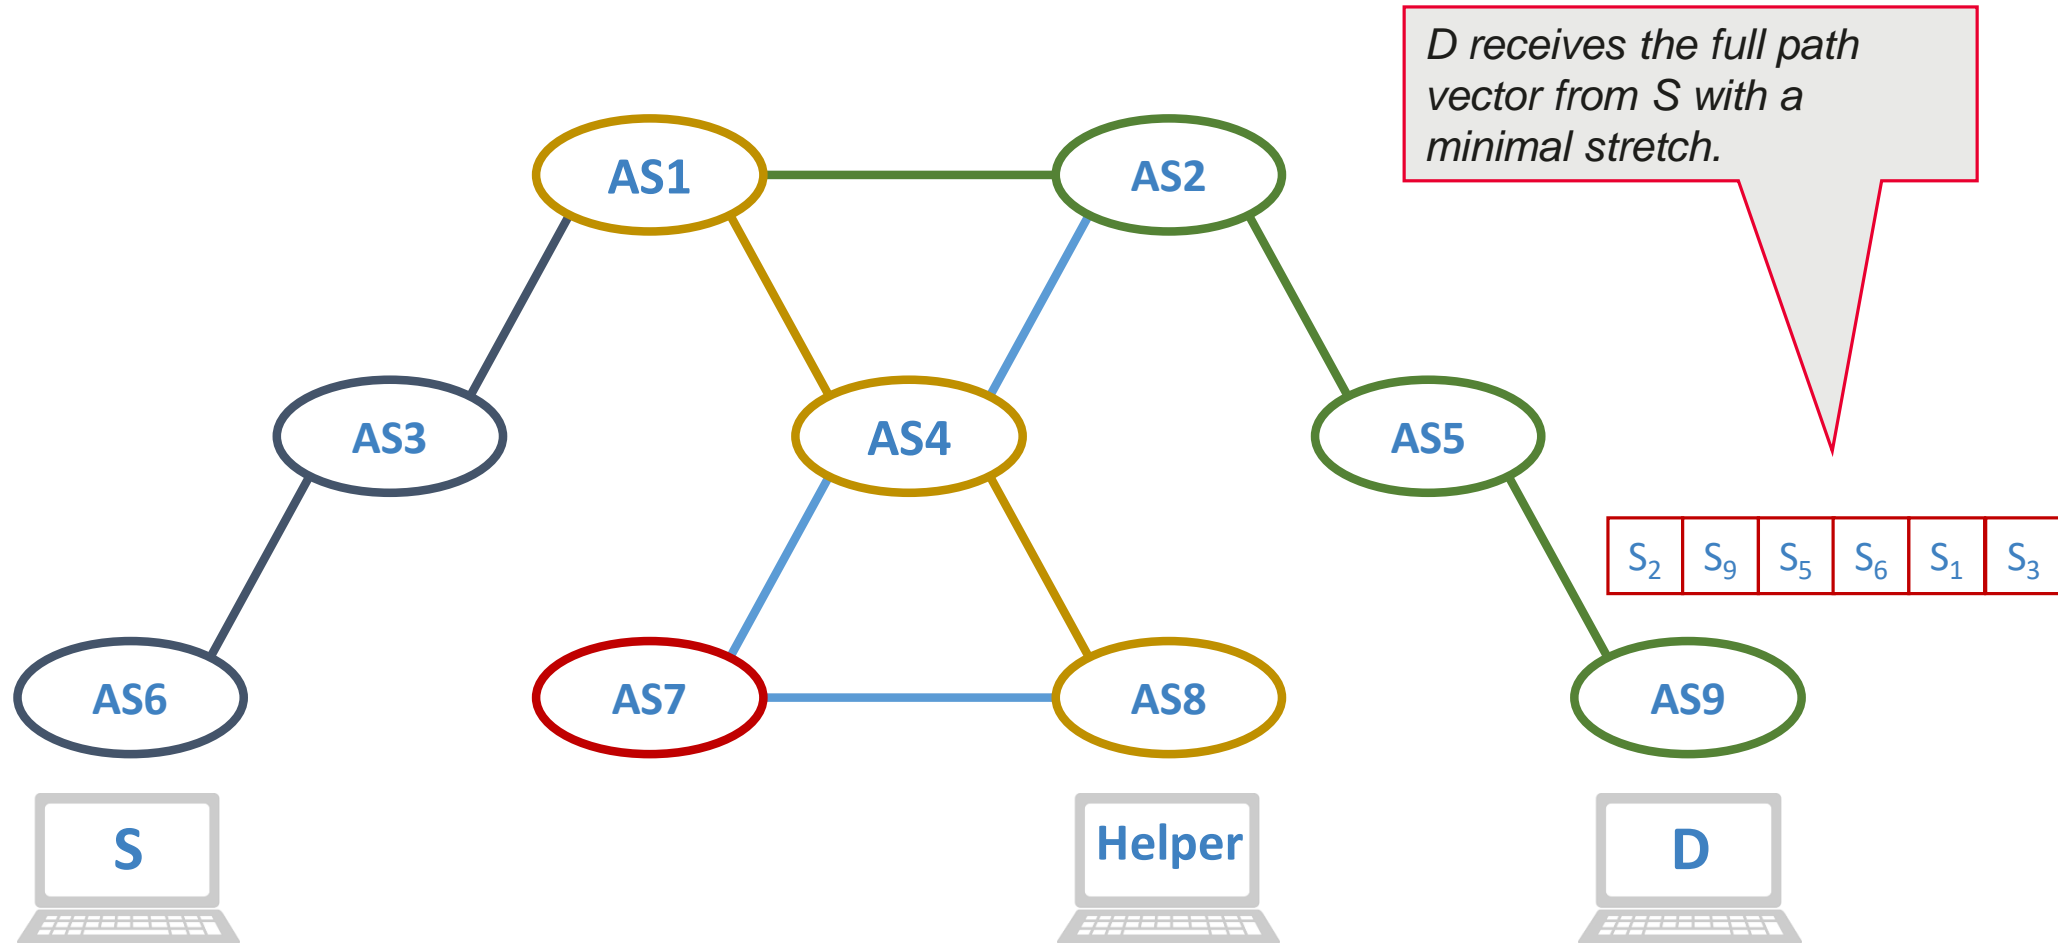 D receives the full path
vector from S with a
minimal stretch.
AS1
AS2
AS3
AS4
AS5
S₂ S₉ S₅ S₆ S₁ S₃
AS6
AS7
AS8
AS9
S
Helper
D